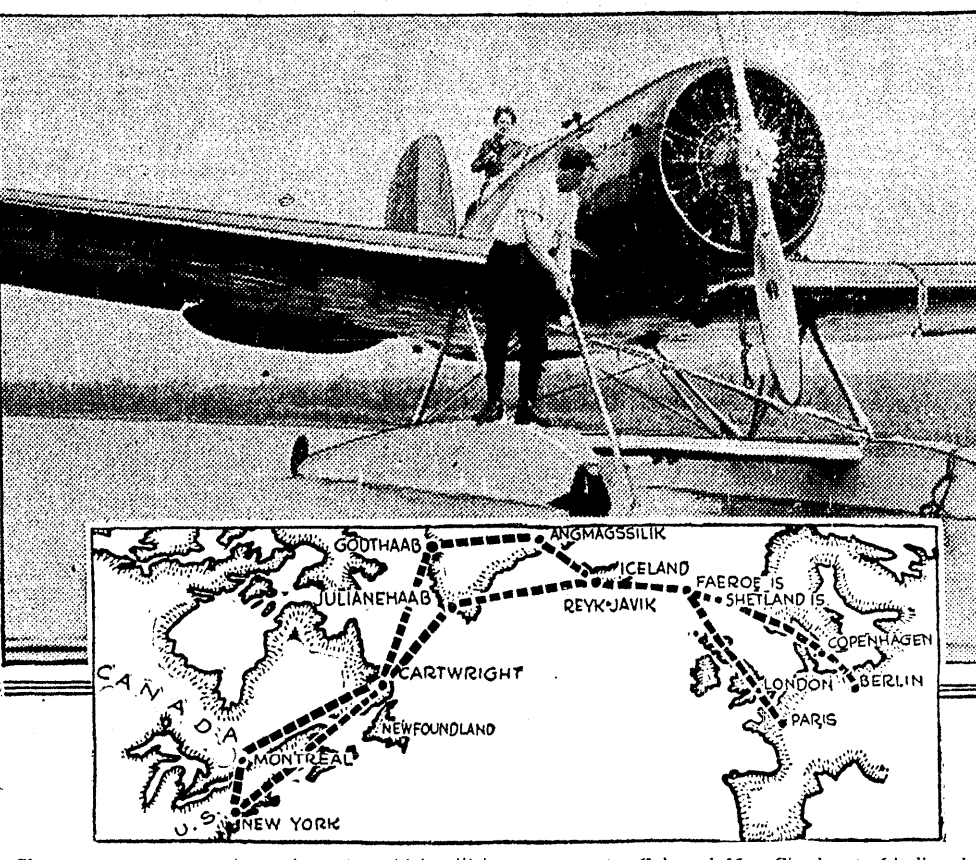 GODTHAAB
ANGMAGSSILIK
ICELAND
JULIANEHAAB
REYKJAVIK
FAEROE IS
SHETLAND IS
COPENHAGEN
CARTWRIGHT
LONDON
BERLIN
CANADA
NEWFOUNDLAND
PARIS
MONTREAL
U.S.
NEW YORK